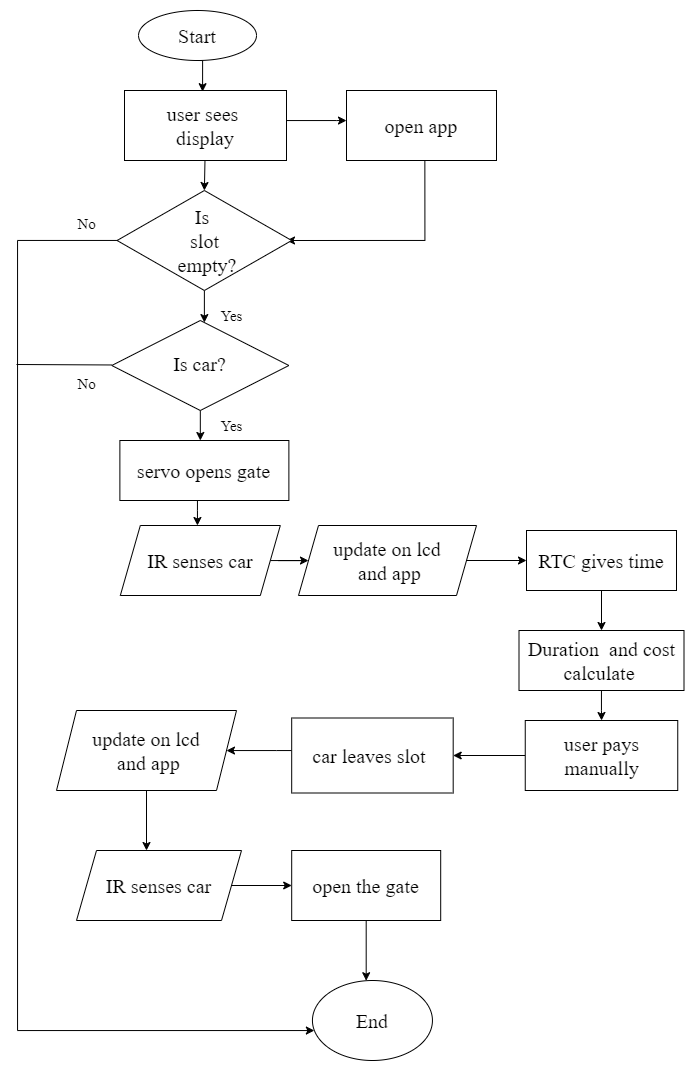 Start
user sees
display
open app
No
Is
slot
empty?
Yes
Is car?
No
Yes
servo opens gate
IR senses car
update on lcd
and app
RTC gives time
Duration  and cost
calculate
user pays
manually
car leaves slot
update on lcd
and app
IR senses car
open the gate
End